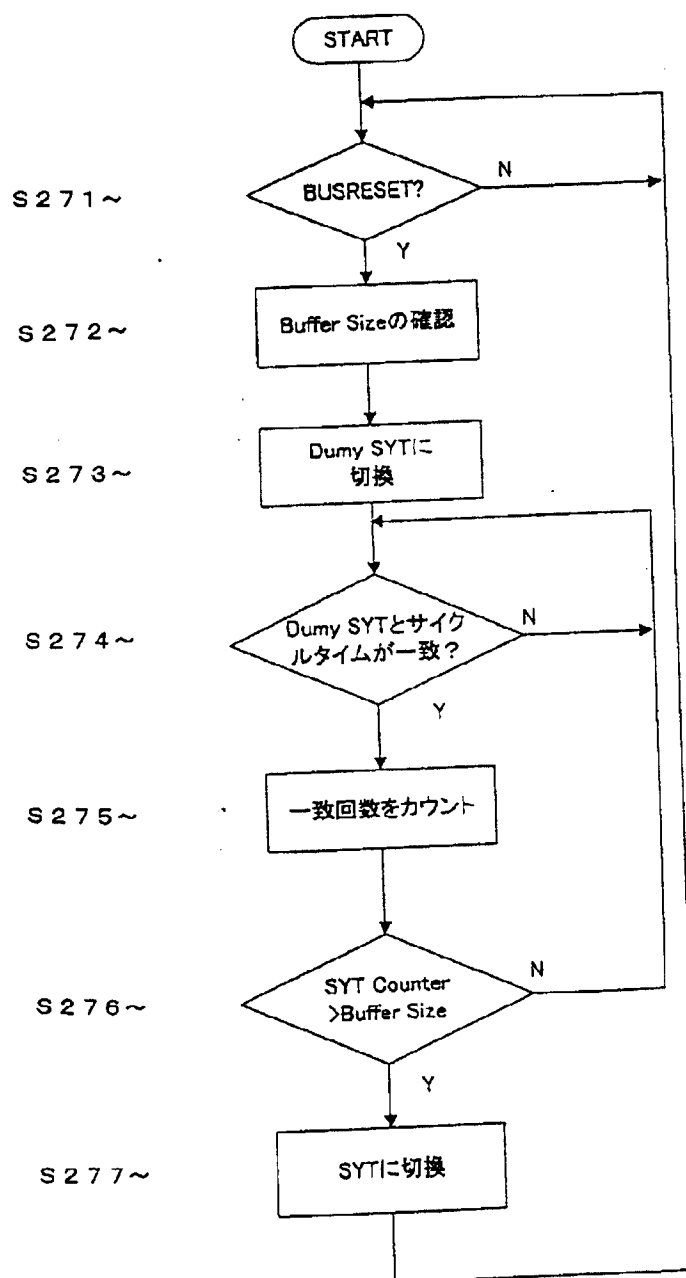 START
BUSRESET?
N
S271~
Y
Buffer Sizeの確認
S272~
Dumy SYTに
切換
S273~
Dumy SYTとサイク
ルタイムが一致?
N
S274~
Y
一致回数をカウント
S275~
SYT Counter
>Buffer Size
N
S276~
Y
SYTに切換
S277~